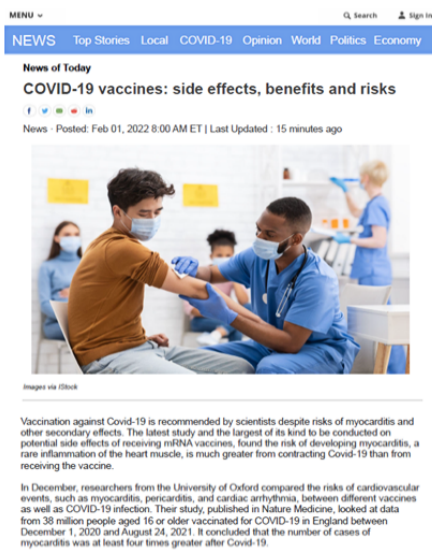 MENU
Search
Sign In
NEWS Top Stories Local COVID-19 Opinion World Politics Economy
News of Today
COVID-19 vaccines: side effects, benefits and risks
News · Posted: Feb 01, 2022 8:00 AM ET | Last Updated : 15 minutes ago
Images via iStock
Vaccination against Covid-19 is recommended by scientists despite risks of myocarditis and
other secondary effects. The latest study and the largest of its kind to be conducted on
potential side effects of receiving mRNA vaccines, found the risk of developing myocarditis, a
rare inflammation of the heart muscle, is much greater from contracting Covid-19 than from
receiving the vaccine.
In December, researchers from the University of Oxford compared the risks of cardiovascular
events, such as myocarditis, pericarditis, and cardiac arrhythmia, between different vaccines
as well as COVID-19 infection. Their study, published in Nature Medicine, looked at data
from 38 million people aged 16 or older vaccinated for COVID-19 in England between
December 1, 2020 and August 24, 2021. It concluded that the number of cases of
myocarditis was at least four times greater after Covid-19.